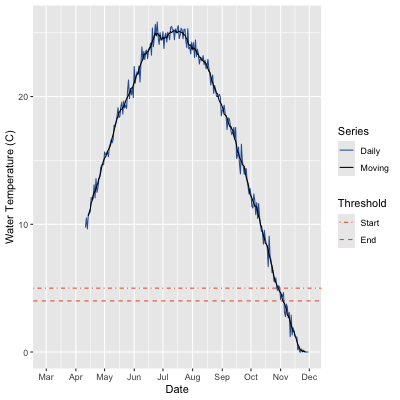 Water Temperature (C)
20
10
0
Mar Apr May Jun Jul Aug Sep Oct Nov Dec
Date
Series
Daily
Moving
Threshold
Start
End